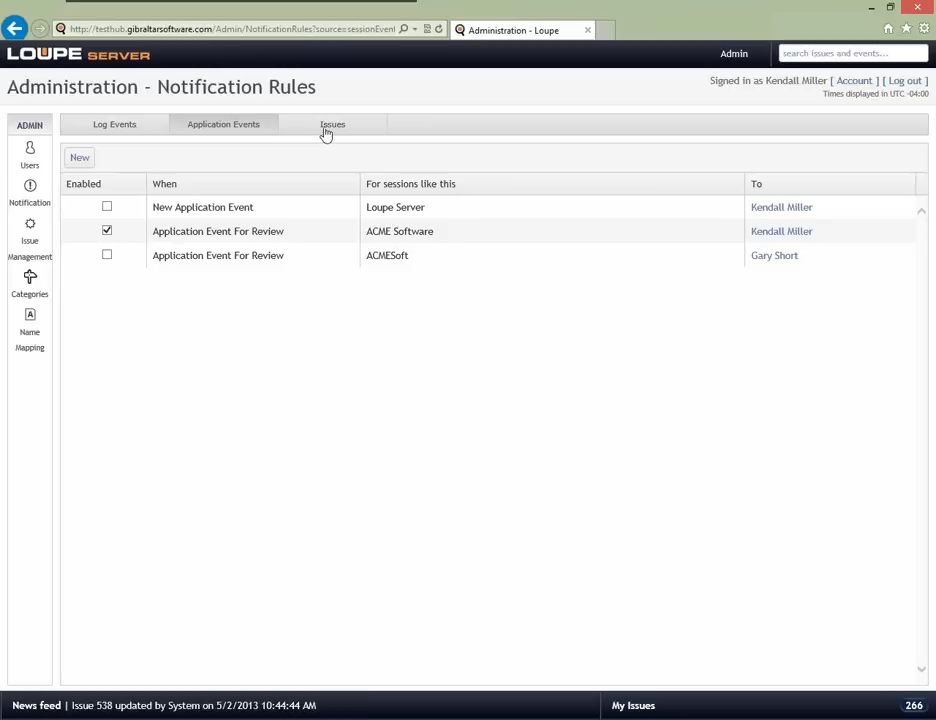 http://testhub.gibraltarsoftware.com/Admin/NotificationRules?source=sessionEvent
Administration - Loupe
LOUPE SERVER
Admin
search issues and events...
Administration - Notification Rules
Signed in as Kendall Miller [ Account ] [ Log out ]
Times displayed in UTC -04:00
ADMIN
Log Events
Application Events
Issues
Users
Notification
Issue
Management
Categories
A
Name
Mapping
New
Enabled When For sessions like this To
New Application Event Loupe Server Kendall Miller
Application Event For Review ACME Software Kendall Miller
Application Event For Review ACMESoft Gary Short
News feed | Issue 538 updated by System on 5/2/2013 10:44:44 AM
My Issues
266